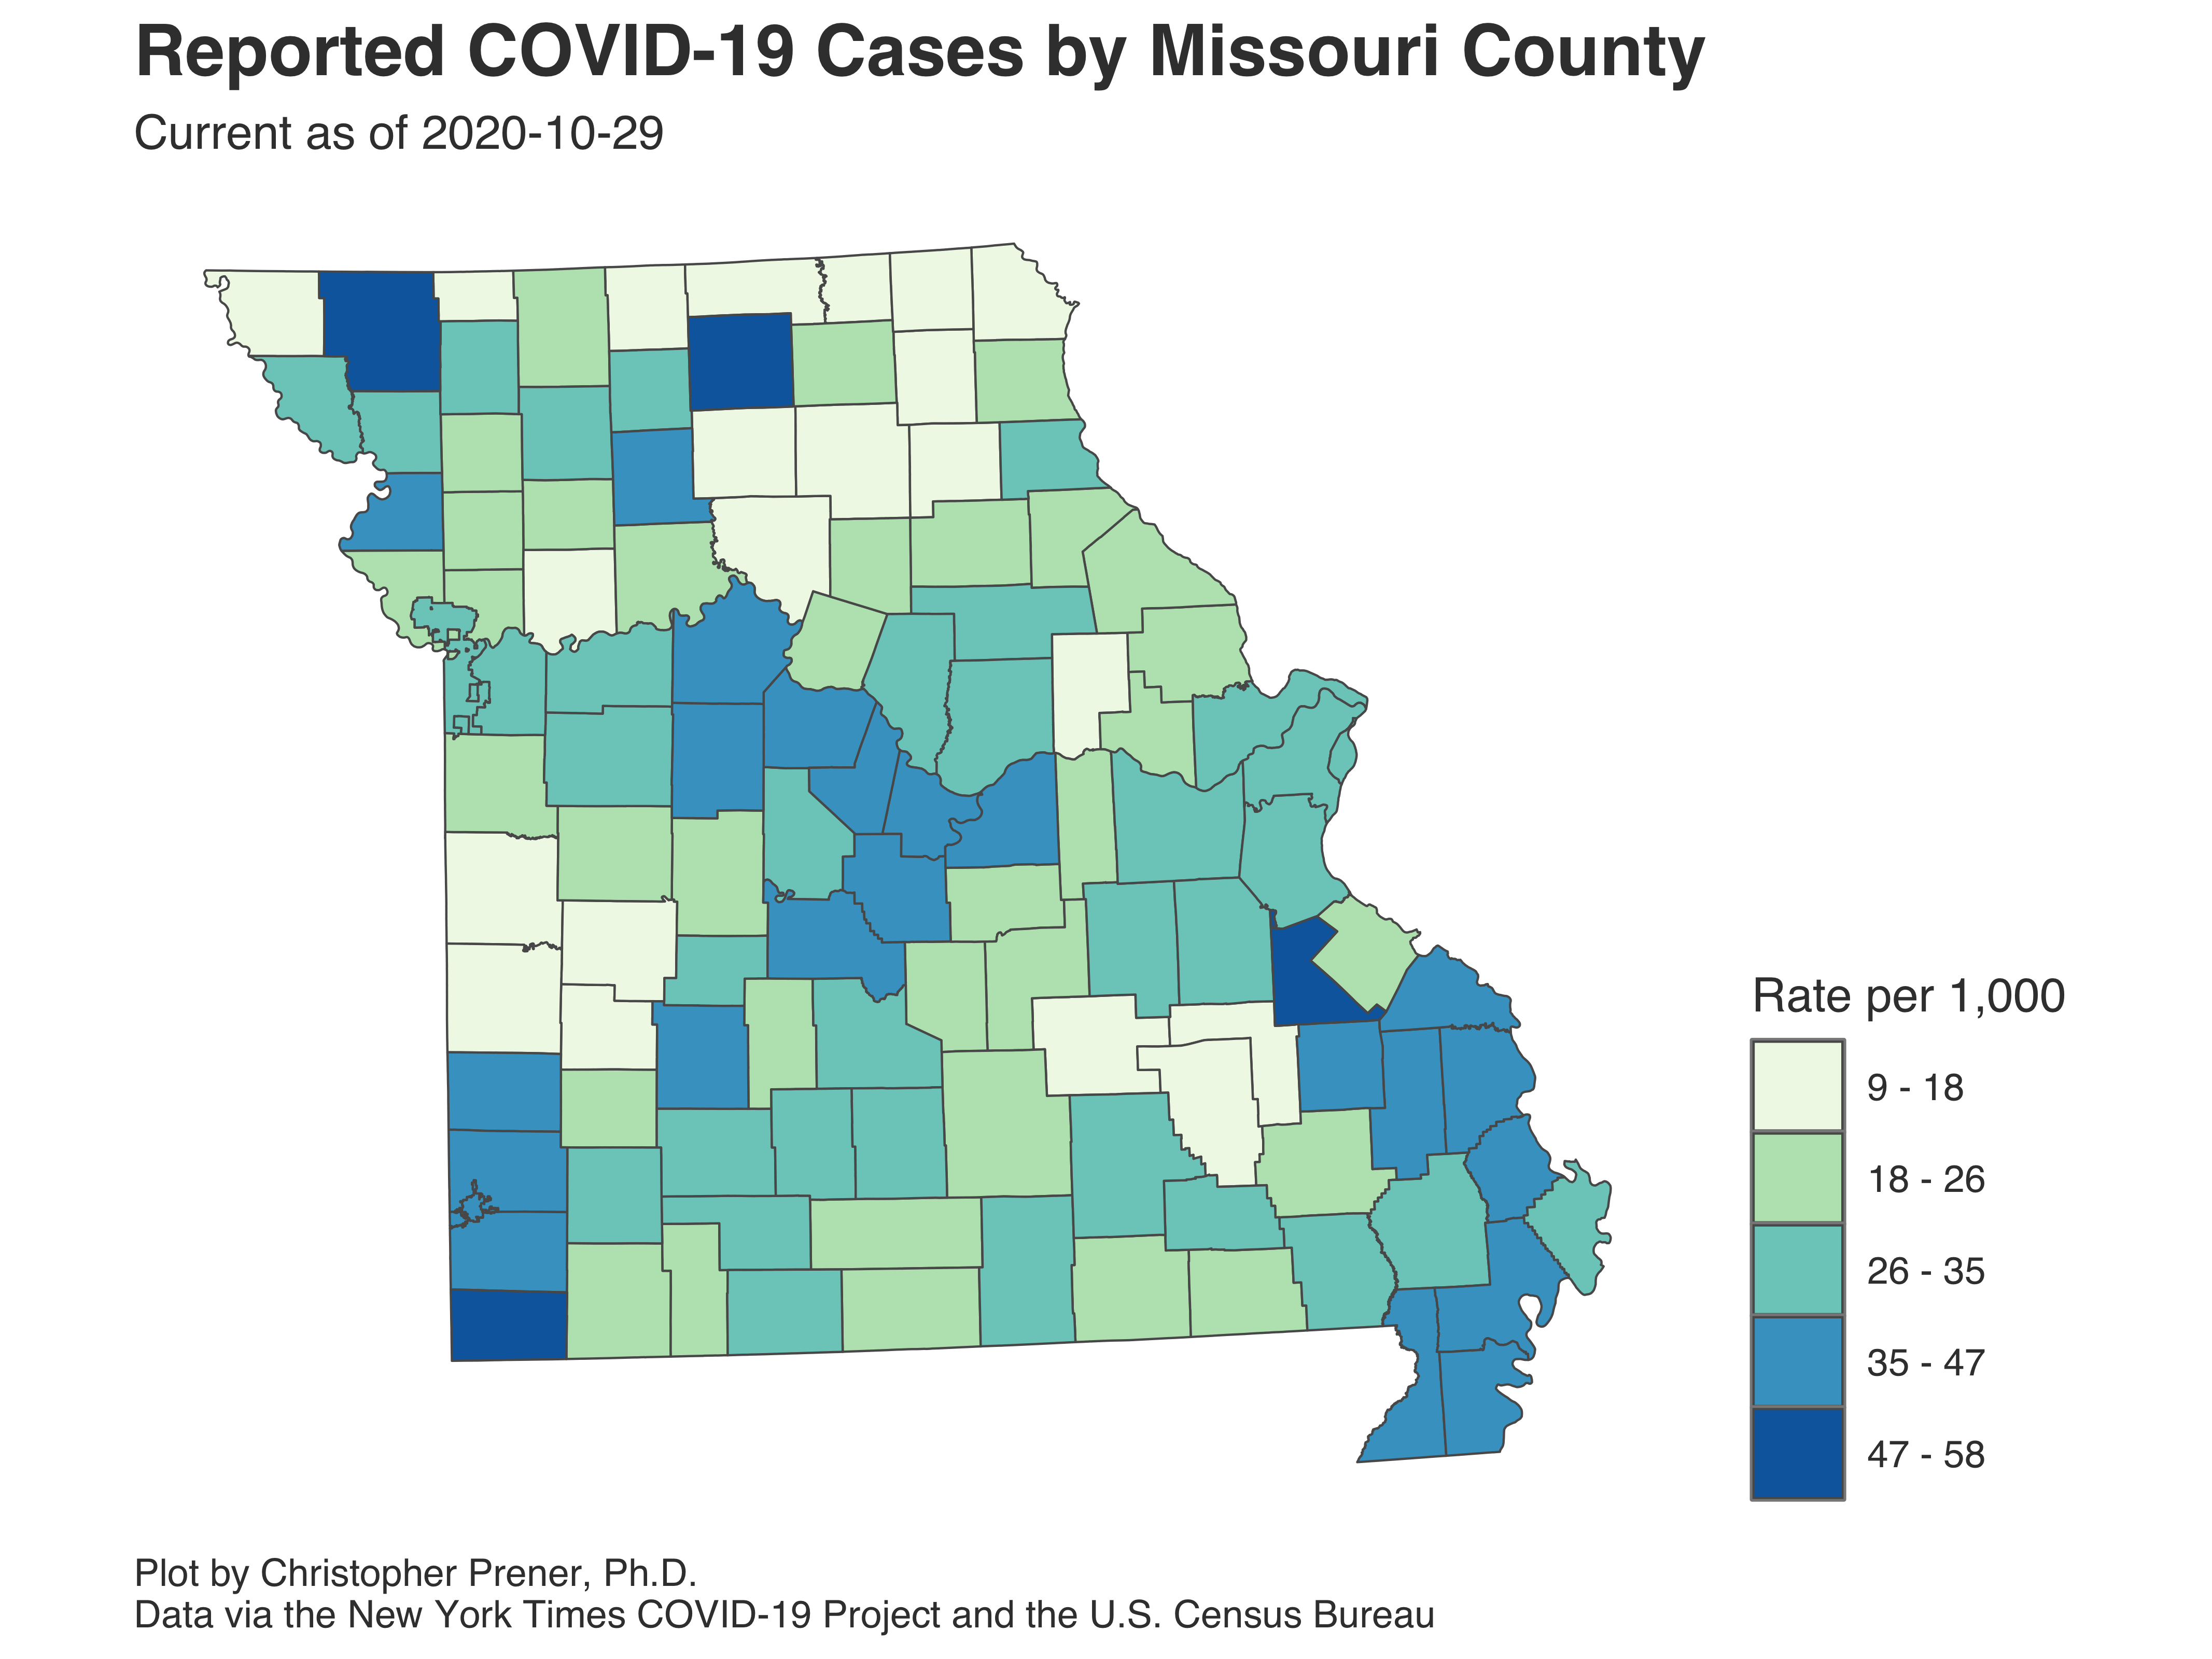 Reported COVID-19 Cases by Missouri County
Current as of 2020-10-29
Rate per 1,000
9 - 18
18 - 26
26 - 35
35 - 47
47 - 58
Plot by Christopher Prener, Ph.D.
Data via the New York Times COVID-19 Project and the U.S. Census Bureau